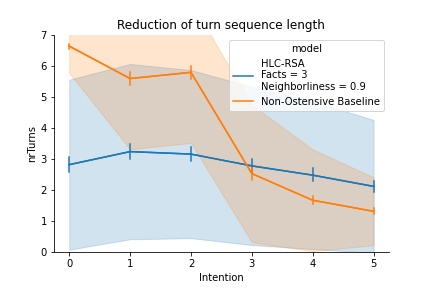 Reduction of turn sequence length
7
6
5
4
3
2
1
0
nrTurns
model
HLC-RSA
Facts = 3
Neighborliness = 0.9
Non-Ostensive Baseline
0 1 2 3 4 5
Intention